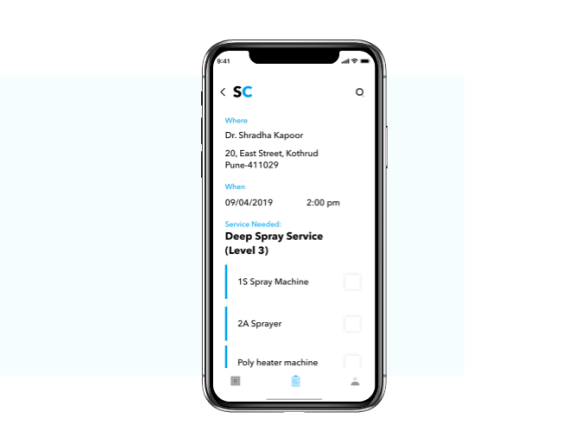 9:41
SC
Where
Dr. Shradha Kapoor
20, East Street, Kothrud
Pune-411029
When
09/04/2019 2:00 pm
Service Needed:
Deep Spray Service
(Level 3)
1S Spray Machine
2A Sprayer
Poly heater machine